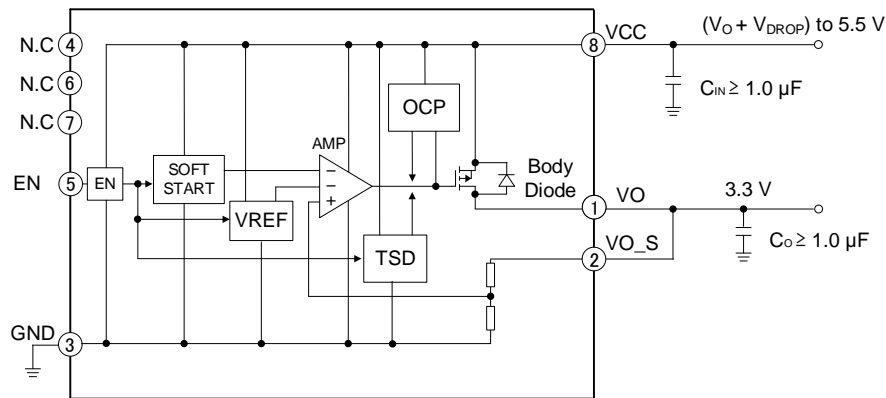 N.C 4
8 VCC
(VO + VDROP) to 5.5 V
N.C 6
CIN ≥ 1.0 µF
N.C 7
OCP
AMP
EN 5
EN
SOFT START
−
−
+
VREF
Body
Diode
TSD
1 VO
3.3 V
2 VO_S
CO ≥ 1.0 µF
GND 3